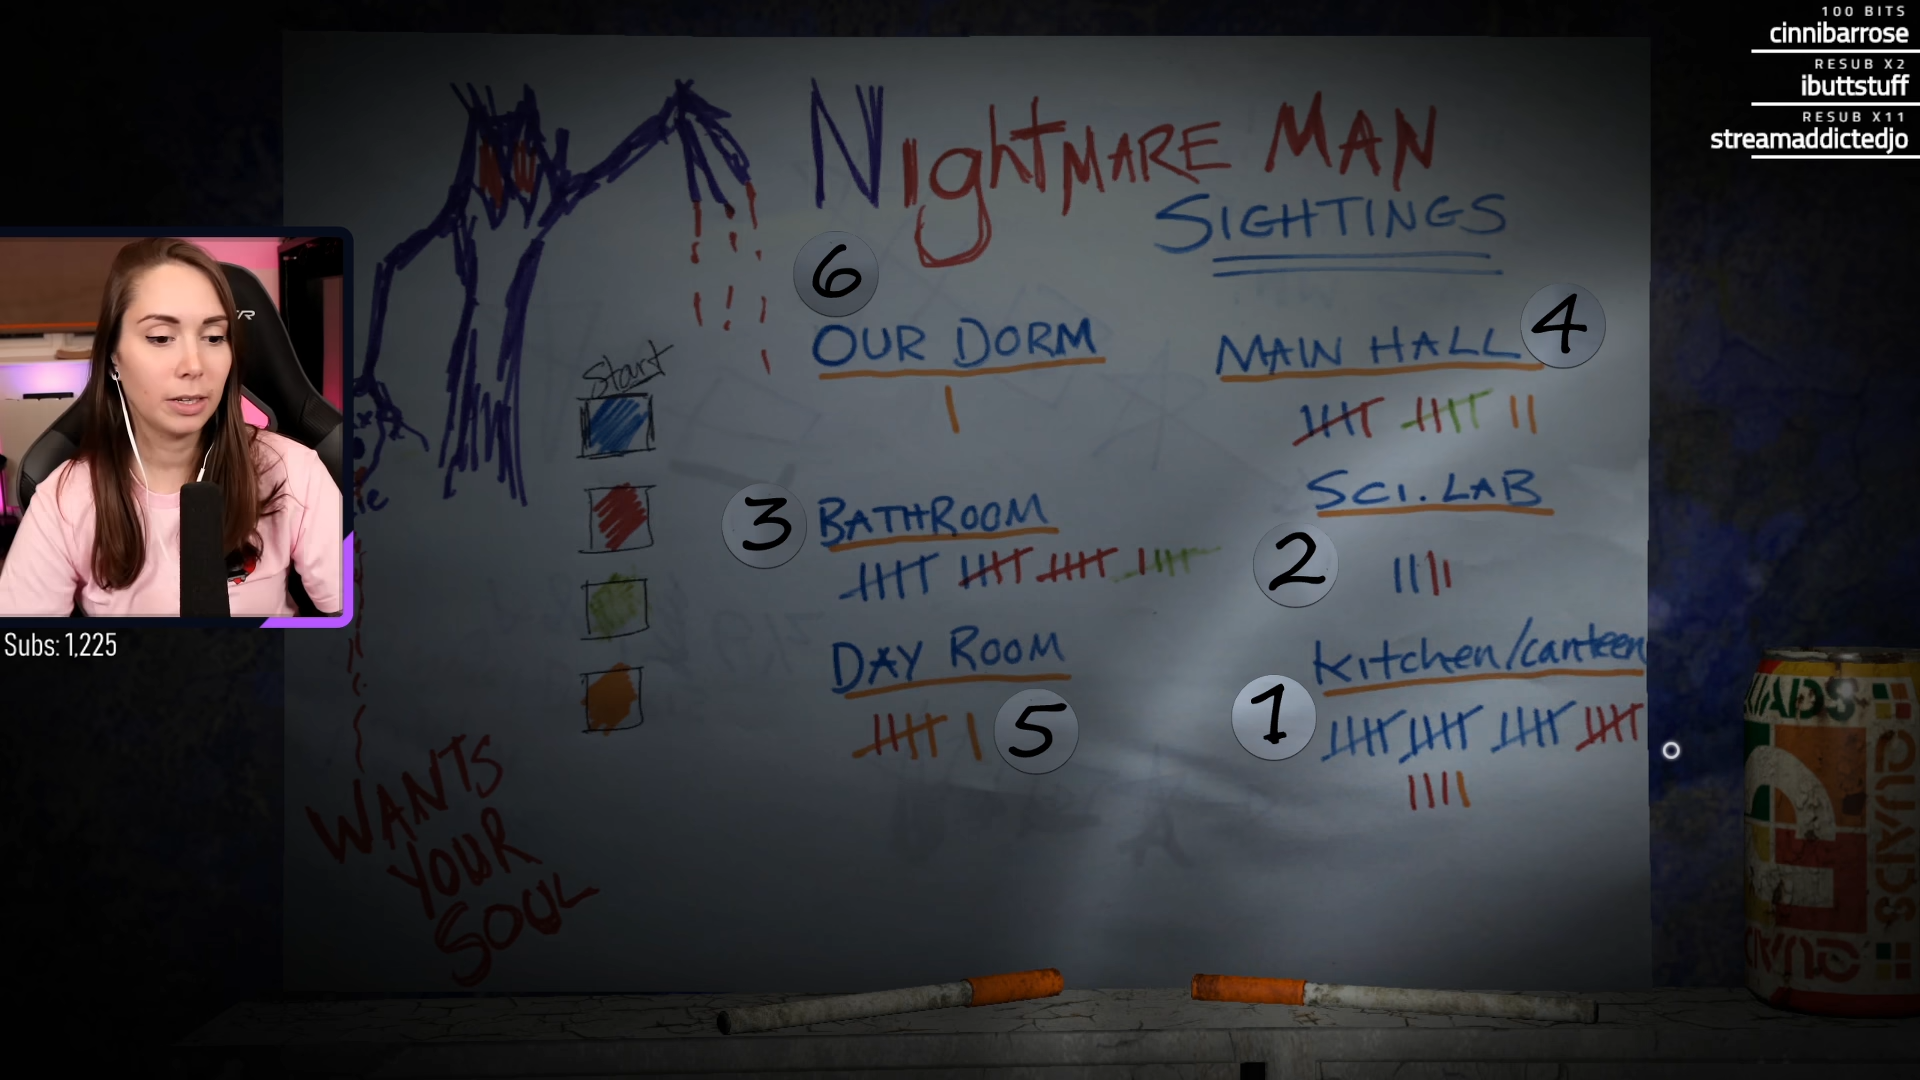 100 BITS
cinnibarrose
RESUB X2
ibuttstuff
RESUB X11
streamaddictedjo
NIghtMARE MAN
SIGHTINGS
6
OUR DORM
MAIN HALL
4
Start
SCI. LAB
3
BATHROOM
2
DAY ROOM
Kitchen/canteen
5
1
Subs: 1,225
WANTS
YOUR
SOUL